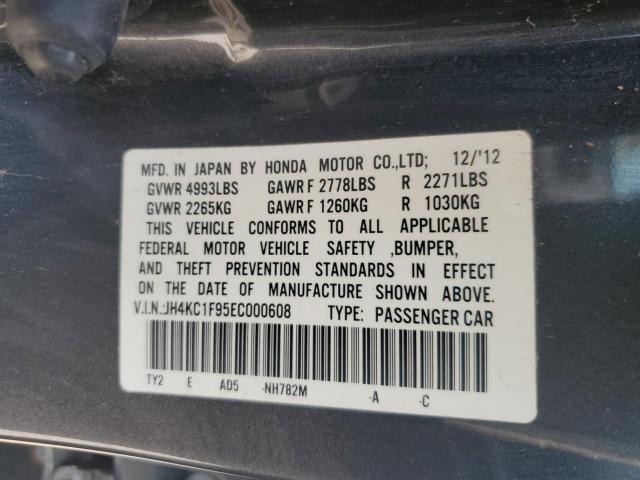 MFD. IN JAPAN BY HONDA MOTOR CO.,LTD; 12/'12
GVWR 4993LBS GAWR F 2778LBS R 2271LBS
GVWR 2265KG GAWR F 1260KG R 1030KG
THIS VEHICLE CONFORMS TO ALL APPLICABLE
FEDERAL MOTOR VEHICLE SAFETY ,BUMPER,
AND THEFT PREVENTION STANDARDS IN EFFECT
ON THE DATE OF MANUFACTURE SHOWN ABOVE.
V.I.N.:JH4KC1F95EC000608 TYPE: PASSENGER CAR
TY2 E AD5 -NH782M -A -C